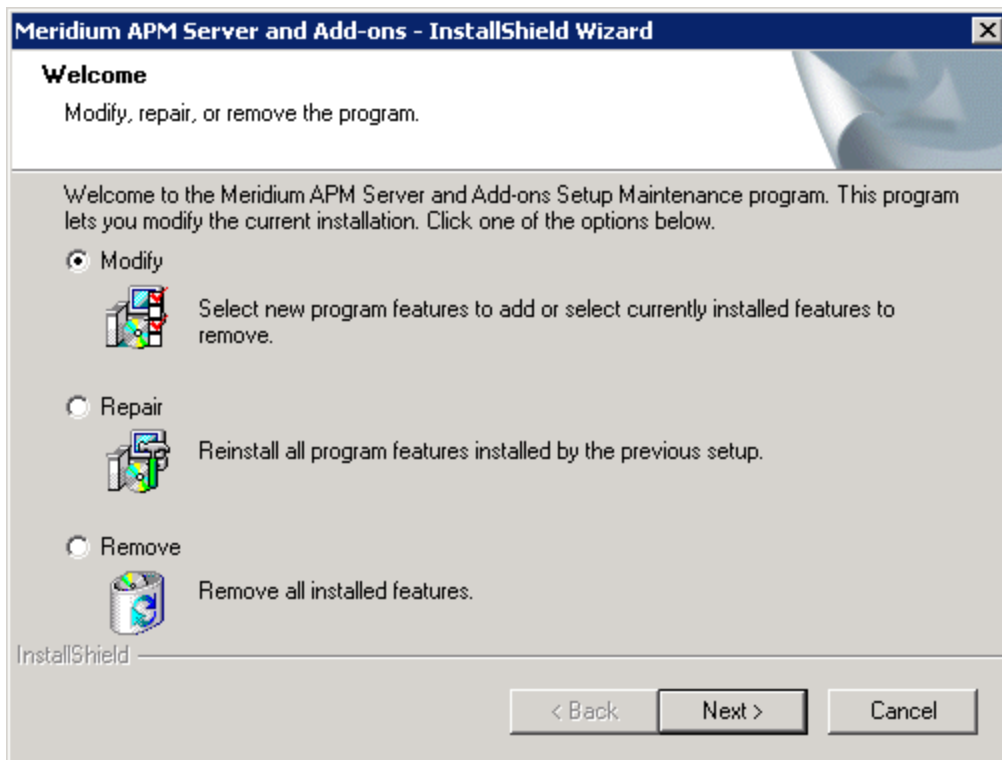 Meridium APM Server and Add-ons - InstallShield Wizard
Welcome
Modify, repair, or remove the program.
Welcome to the Meridium APM Server and Add-ons Setup Maintenance program. This program
lets you modify the current installation. Click one of the options below.
Modify
Select new program features to add or select currently installed features to
remove.
Repair
Reinstall all program features installed by the previous setup.
Remove
Remove all installed features.
InstallShield
< Back
Next >
Cancel